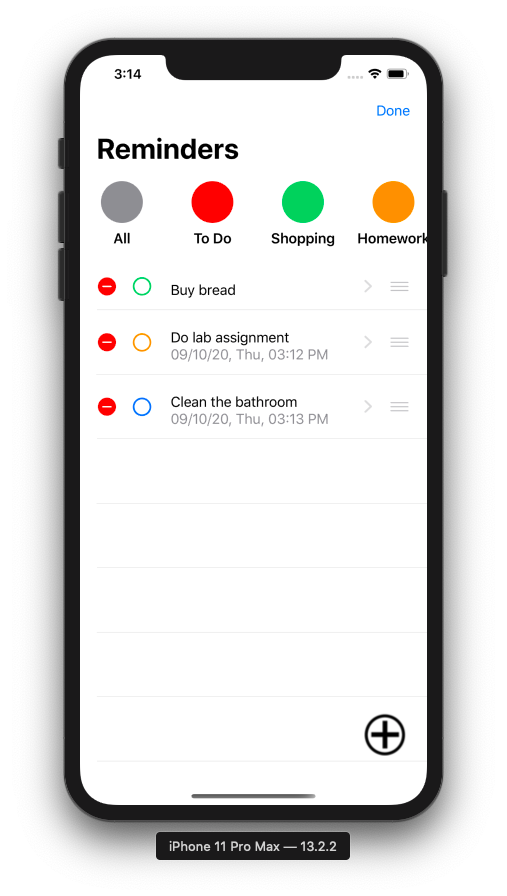 3:14
Done
Reminders
All To Do Shopping Homework
Buy bread
Do lab assignment
09/10/20, Thu, 03:12 PM
Clean the bathroom
09/10/20, Thu, 03:13 PM
iPhone 11 Pro Max — 13.2.2